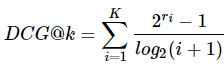 DCG@k = \sum_{i=1}^{K} \frac{2^{r_i} - 1}{log_2(i + 1)}